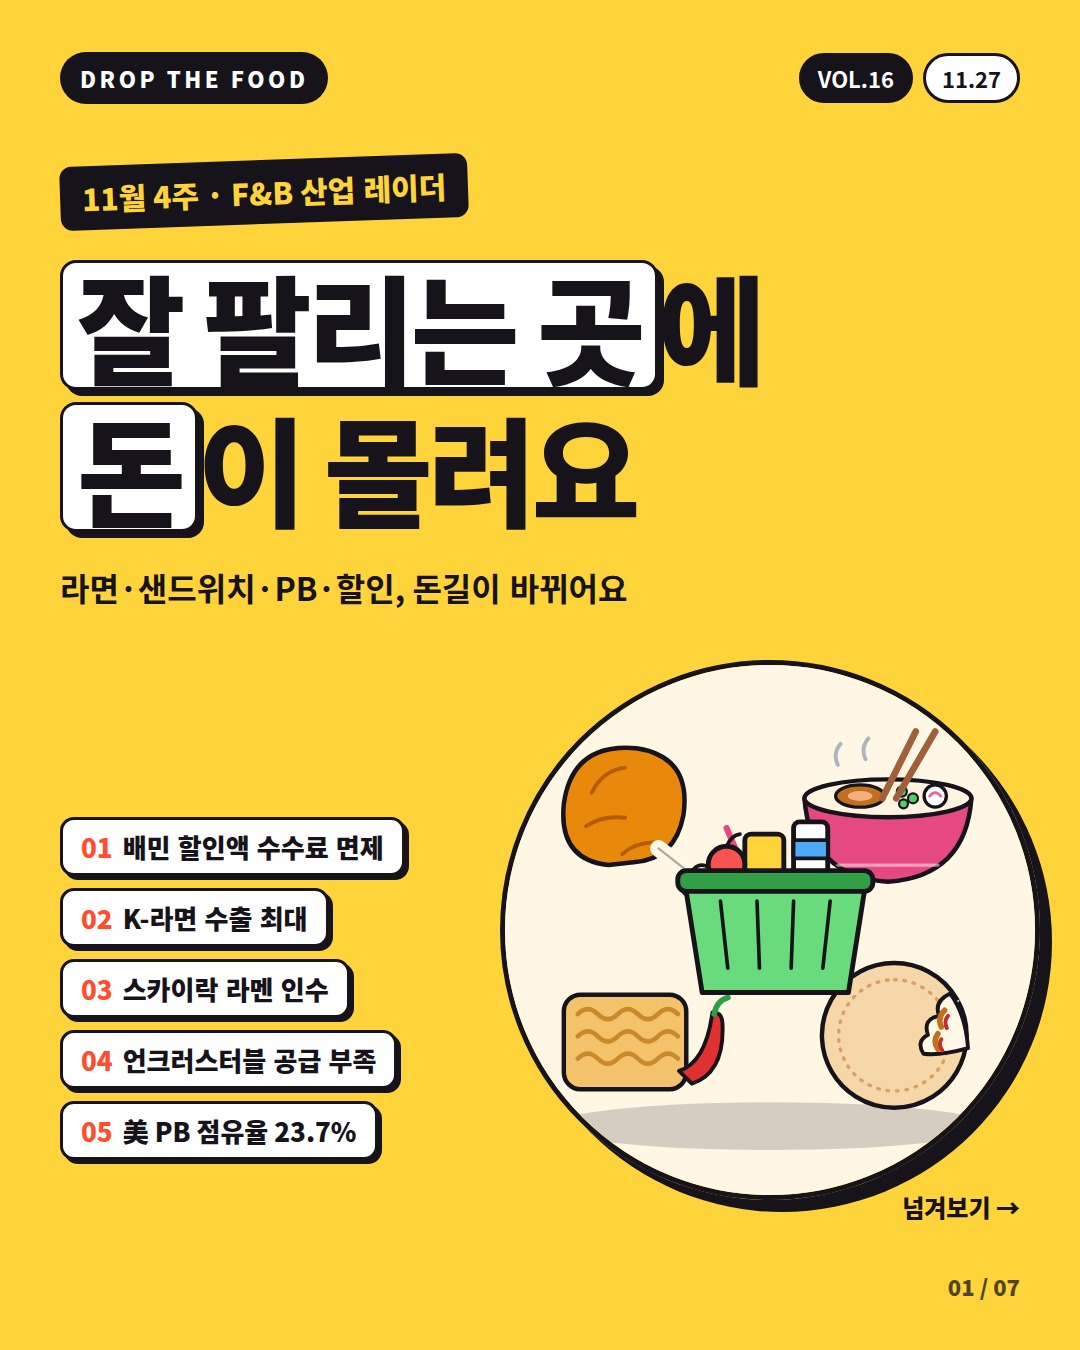 DROP THE FOOD
VOL.16
11.27
11월 4주 · F&B 산업 레이더
잘 팔리는 곳에
돈이 몰려요
라면·샌드위치·PB·할인, 돈길이 바뀌어요
01 배민 할인액 수수료 면제
02 K-라면 수출 최대
03 스카이락 라멘 인수
04 언크러스터블 공급 부족
05 美 PB 점유율 23.7%
넘겨보기 →
01 / 07